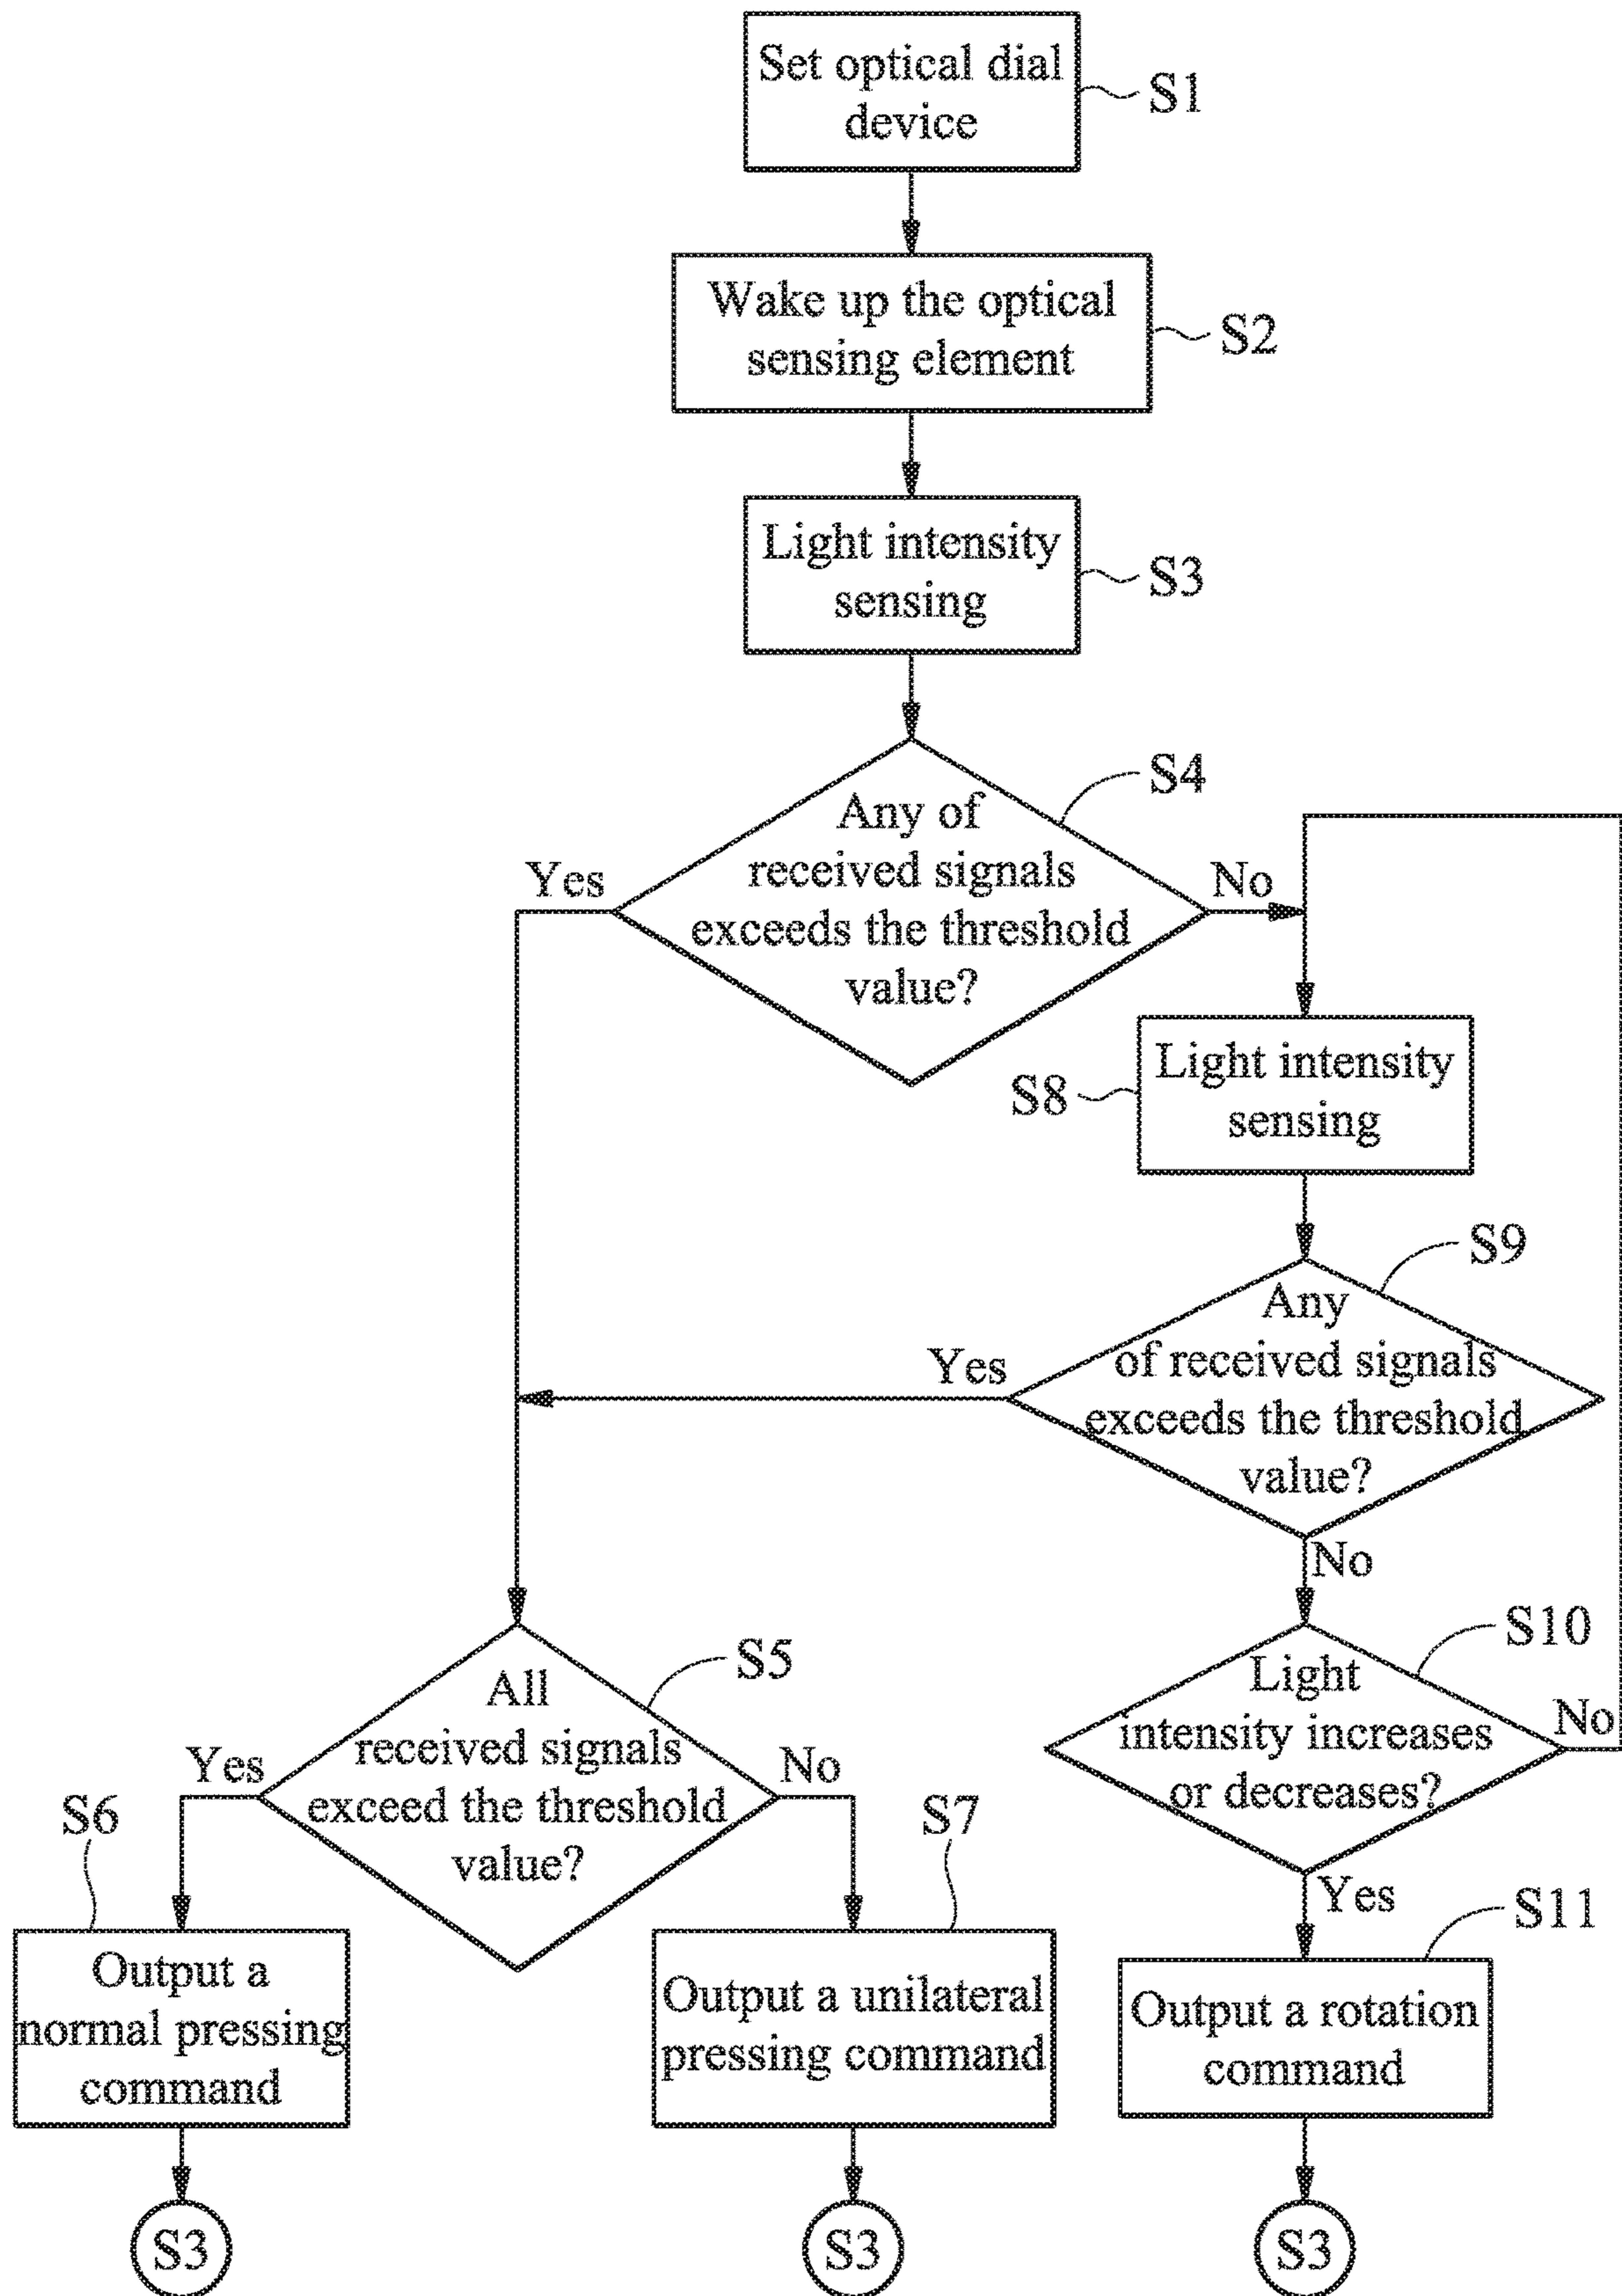 Set optical dial
device
S1
Wake up the optical
sensing element
S2
Light intensity
sensing
S3
Any of
received signals
exceeds the threshold
value?
S4
Yes
No
Light intensity
sensing
S8
Any
of received signals
exceeds the threshold
value?
S9
Yes
No
Light
intensity increases
or decreases?
S10
No
Yes
All
received signals
exceed the threshold
value?
S5
Yes
No
S6
Output a
normal pressing
command
S7
Output a unilateral
pressing command
S11
Output a rotation
command
S3
S3
S3